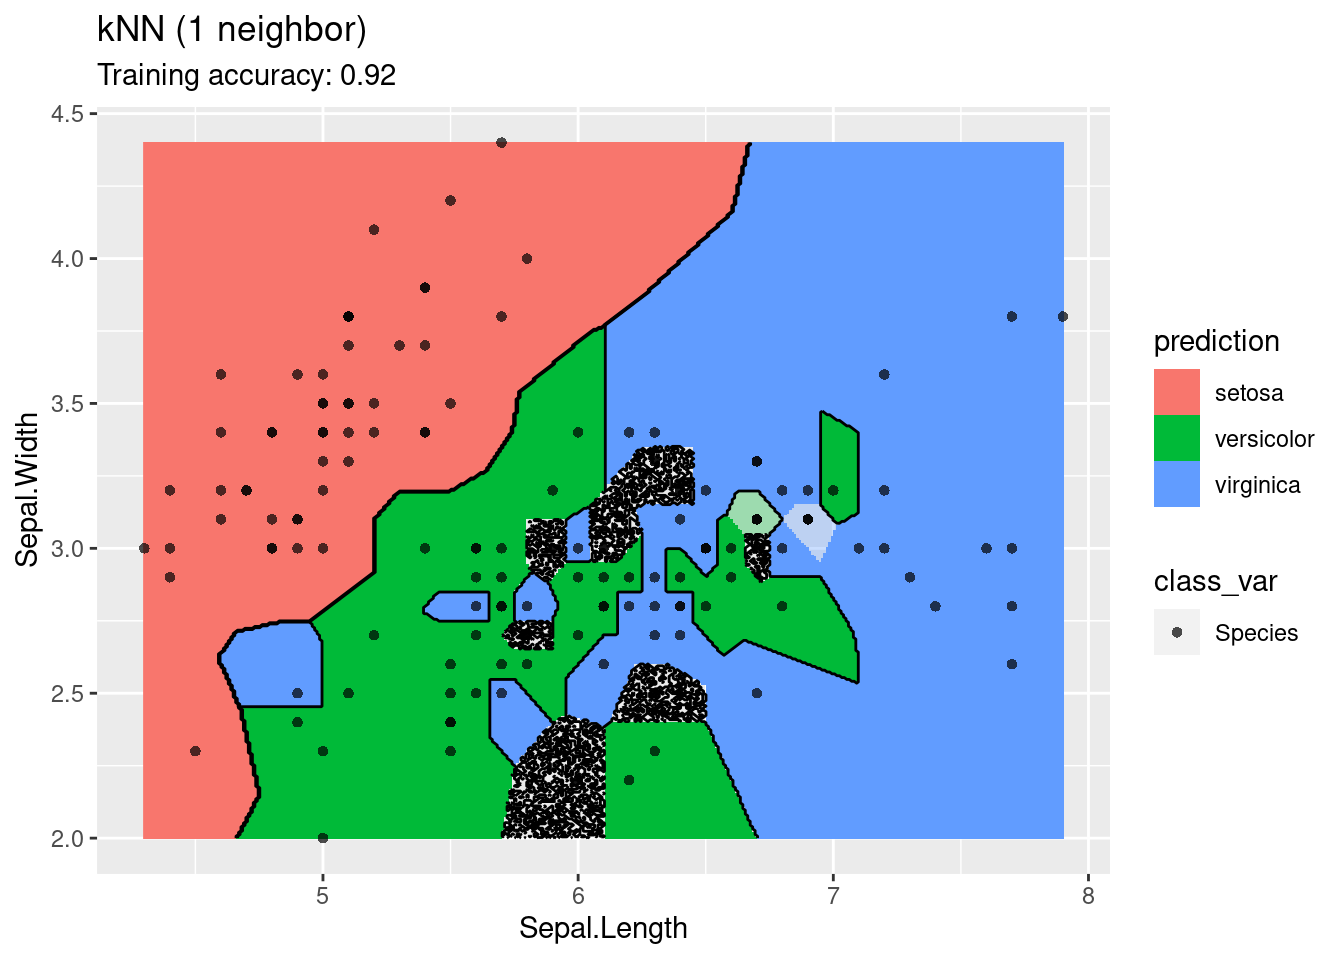 kNN (1 neighbor)
Training accuracy: 0.92
4.5
4.0
3.5
3.0
2.5
2.0
Sepal.Width
5
6
7
8
Sepal.Length
prediction
setosa
versicolor
virginica
class_var
Species